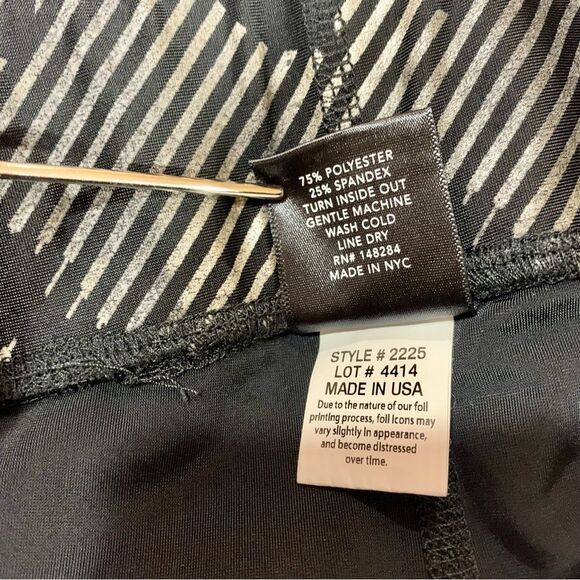 75% POLYESTER
25% SPANDEX
TURN INSIDE OUT
GENTLE MACHINE
WASH COLD
LINE DRY
RN# 148284
MADE IN NYC
STYLE # 2225
LOT # 4414
MADE IN USA
Due to the nature of our foil
printing process, foil icons may
vary slightly in appearance,
and become distressed
over time.